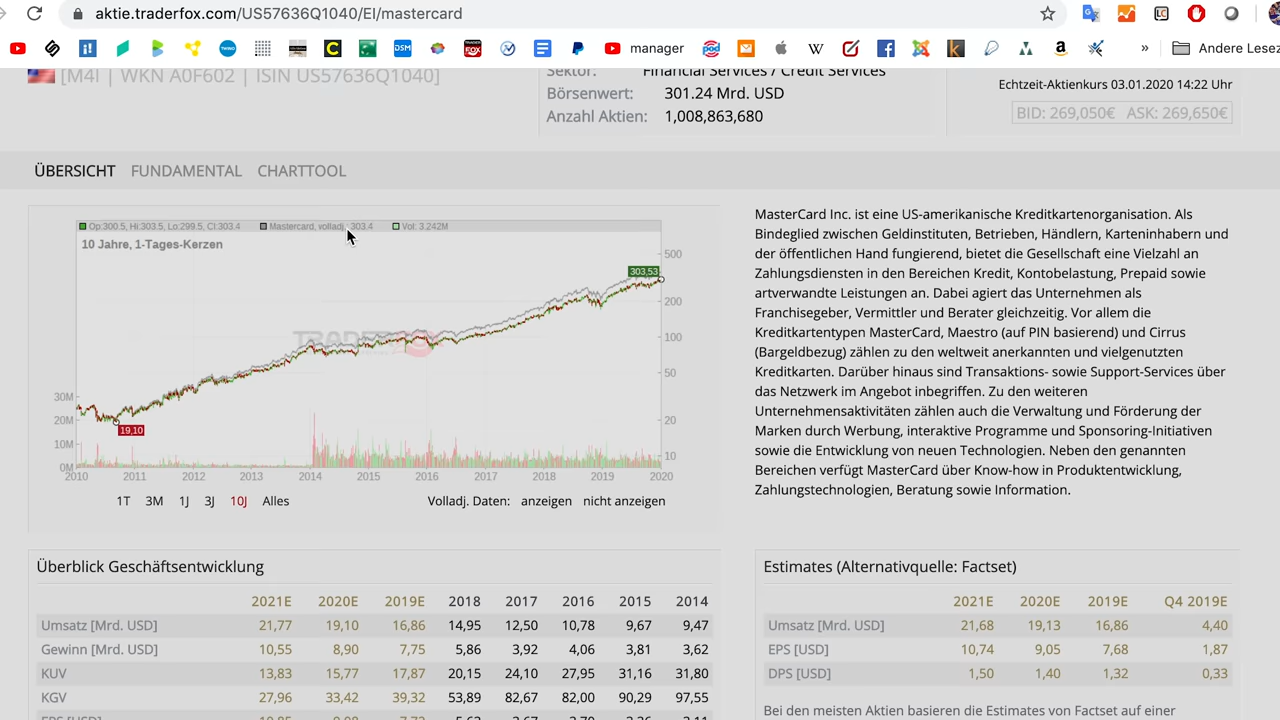 aktie.traderfox.com/US57636Q1040/EI/mastercard
manager
Andere Lesez
[M4I | WKN A0F602 | ISIN US57636Q1040]
Sektor: Financial Services / Credit Services
Börsenwert: 301.24 Mrd. USD
Anzahl Aktien: 1,008,863,680
Echtzeit-Aktienkurs 03.01.2020 14:22 Uhr
BID: 269,050€ ASK: 269,650€
ÜBERSICHT FUNDAMENTAL CHARTTOOL
Op:300.5, Hi:303.5, Lo:299.5, Cl:303.4 Mastercard, volladj. 303.4 Vol: 3.242M
10 Jahre, 1-Tages-Kerzen
500
303,53
200
100
50
30M
20M 20
19,10
10M 10
0M
2010 2011 2012 2013 2014 2015 2016 2017 2018 2019 2020
1T 3M 1J 3J 10J Alles Volladj. Daten: anzeigen nicht anzeigen
MasterCard Inc. ist eine US-amerikanische Kreditkartenorganisation. Als
Bindeglied zwischen Geldinstituten, Betrieben, Händlern, Karteninhabern und
der öffentlichen Hand fungierend, bietet die Gesellschaft eine Vielzahl an
Zahlungsdiensten in den Bereichen Kredit, Kontobelastung, Prepaid sowie
artverwandte Leistungen an. Dabei agiert das Unternehmen als
Franchisegeber, Vermittler und Berater gleichzeitig. Vor allem die
Kreditkartentypen MasterCard, Maestro (auf PIN basierend) und Cirrus
(Bargeldbezug) zählen zu den weltweit anerkannten und vielgenutzten
Kreditkarten. Darüber hinaus sind Transaktions- sowie Support-Services über
das Netzwerk im Angebot inbegriffen. Zu den weiteren
Unternehmensaktivitäten zählen auch die Verwaltung und Förderung der
Marken durch Werbung, interaktive Programme und Sponsoring-Initiativen
sowie die Entwicklung von neuen Technologien. Neben den genannten
Bereichen verfügt MasterCard über Know-how in Produktentwicklung,
Zahlungstechnologien, Beratung sowie Information.
Überblick Geschäftsentwicklung
2021E 2020E 2019E 2018 2017 2016 2015 2014
Umsatz [Mrd. USD] 21,77 19,10 16,86 14,95 12,50 10,78 9,67 9,47
Gewinn [Mrd. USD] 10,55 8,90 7,75 5,86 3,92 4,06 3,81 3,62
KUV 13,83 15,77 17,87 20,15 24,10 27,95 31,16 31,80
KGV 27,96 33,42 39,32 53,89 82,67 82,00 90,29 97,55
Estimates (Alternativquelle: Factset)
2021E 2020E 2019E Q4 2019E
Umsatz [Mrd. USD] 21,68 19,13 16,86 4,40
EPS [USD] 10,74 9,05 7,68 1,87
DPS [USD] 1,50 1,40 1,32 0,33
Bei den meisten Aktien basieren die Estimates von Factset auf einer